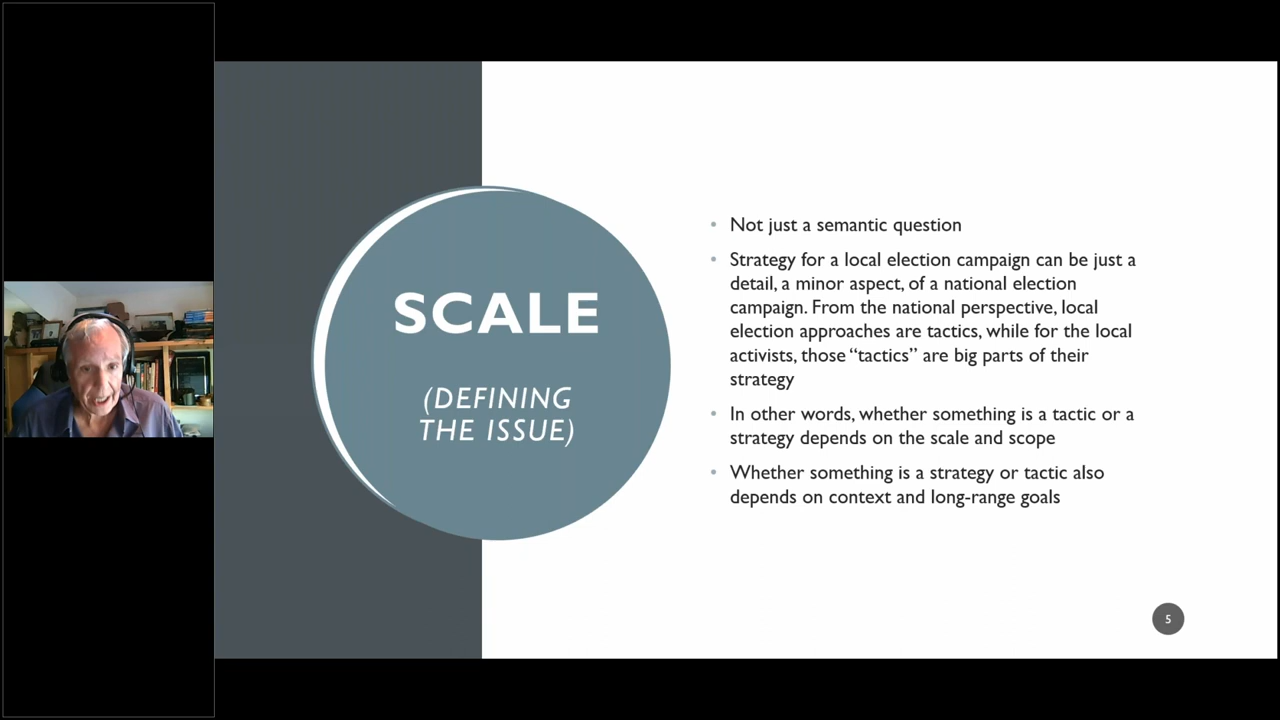 SCALE
(DEFINING
THE ISSUE)
• Not just a semantic question
• Strategy for a local election campaign can be just a
detail, a minor aspect, of a national election
campaign. From the national perspective, local
election approaches are tactics, while for the local
activists, those “tactics” are big parts of their
strategy
• In other words, whether something is a tactic or a
strategy depends on the scale and scope
• Whether something is a strategy or tactic also
depends on context and long-range goals
5